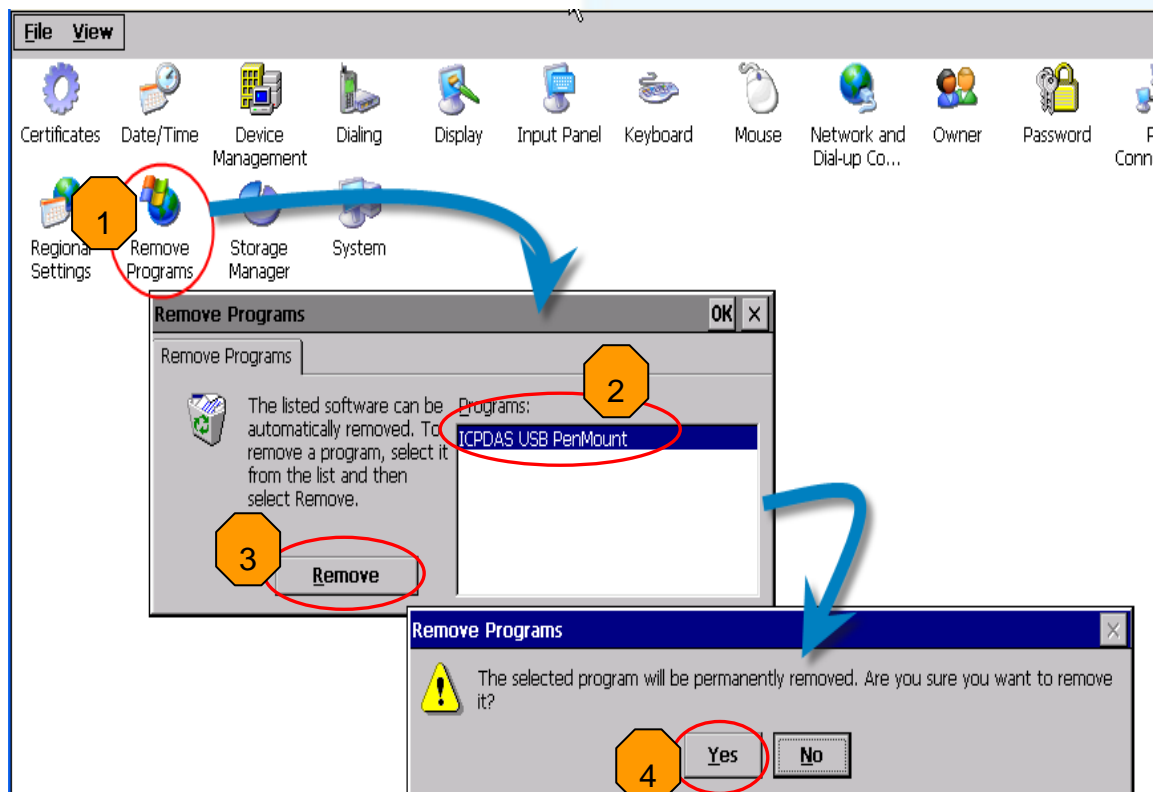 File View
Certificates Date/Time Device Management Dialing Display Input Panel Keyboard Mouse Network and Dial-up Co... Owner Password
Regional Settings Remove Programs Storage Manager System
1
Remove Programs OK
Remove Programs
The listed software can be
automatically removed. To
remove a program, select it
from the list and then
select Remove.
Programs:
2
ICPDAS USB PenMount
3
Remove
Remove Programs
The selected program will be permanently removed. Are you sure you want to remove
it?
4
Yes No